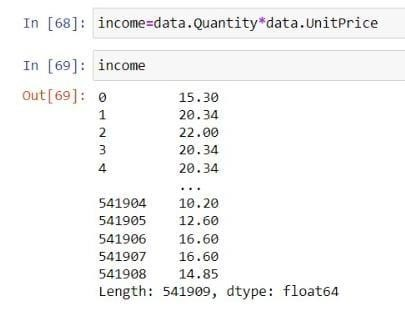 In [68]: income=data.Quantity*data.UnitPrice
In [69]: income
Out[69]: 0 15.30
1 20.34
2 22.00
3 20.34
4 20.34
...
541904 10.20
541905 12.60
541906 16.60
541907 16.60
541908 14.85
Length: 541909, dtype: float64